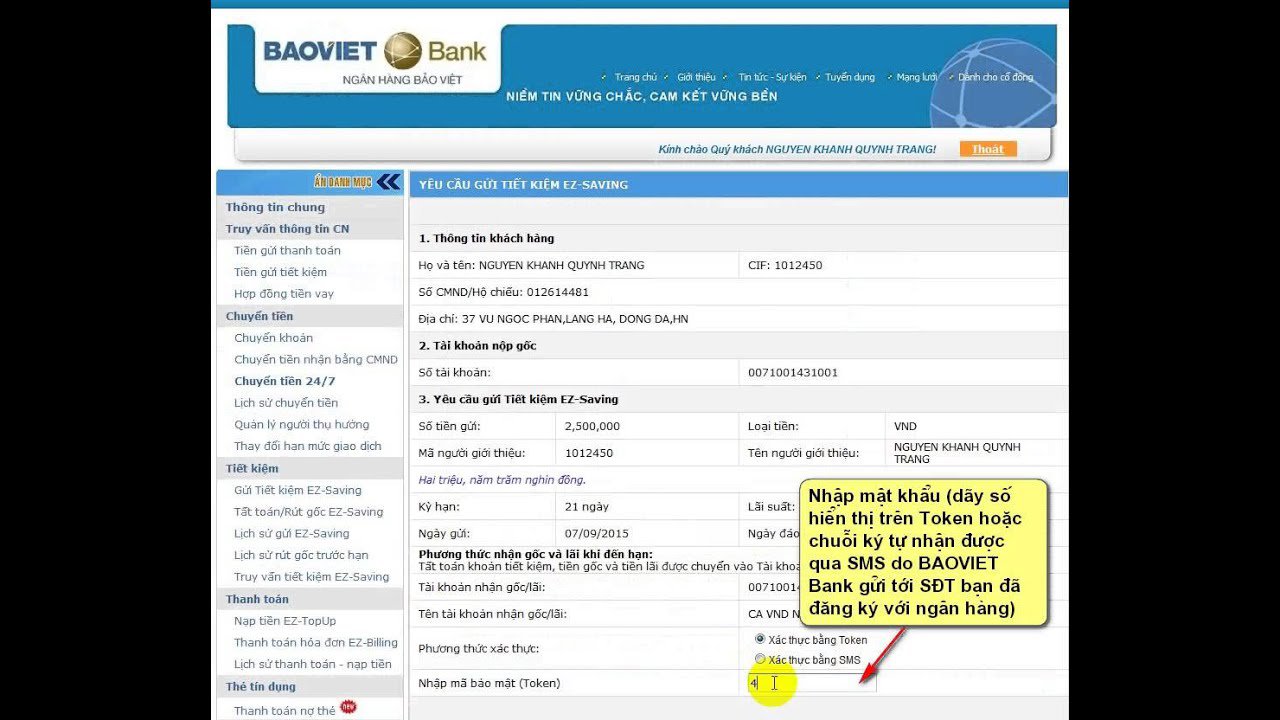 BAOVIET Bank
NGÂN HÀNG BẢO VIỆT
Trang chủ Giới thiệu Tin tức - Sự kiện Tuyển dụng Mạng lưới Dành cho cổ đông
NIỀM TIN VỮNG CHẮC, CAM KẾT VỮNG BỀN
Kính chào Quý khách NGUYEN KHANH QUYNH TRANG! Thoát
ẨN DANH MỤC
Thông tin chung
Truy vấn thông tin CN
Tiền gửi thanh toán
Tiền gửi tiết kiệm
Hợp đồng tiền vay
Chuyển tiền
Chuyển khoản
Chuyển tiền nhận bằng CMND
Chuyển tiền 24/7
Lịch sử chuyển tiền
Quản lý người thụ hưởng
Thay đổi hạn mức giao dịch
Tiết kiệm
Gửi Tiết kiệm EZ-Saving
Tất toán/Rút gốc EZ-Saving
Lịch sử gửi EZ-Saving
Lịch sử rút gốc trước hạn
Truy vấn tiết kiệm EZ-Saving
Thanh toán
Nạp tiền EZ-TopUp
Thanh toán hóa đơn EZ-Billing
Lịch sử thanh toán - nạp tiền
Thẻ tín dụng
Thanh toán nợ thẻ new
YÊU CẦU GỬI TIẾT KIỆM EZ-SAVING
1. Thông tin khách hàng
Họ và tên: NGUYEN KHANH QUYNH TRANG CIF: 1012450
Số CMND/Hộ chiếu: 012614481
Địa chỉ: 37 VU NGOC PHAN,LANG HA, DONG DA,HN
2. Tài khoản nộp gốc
Số tài khoản: 0071001431001
3. Yêu cầu gửi Tiết kiệm EZ-Saving
Số tiền gửi: 2,500,000 Loại tiền: VND
Mã người giới thiệu: 1012450 Tên người giới thiệu: NGUYEN KHANH QUYNH
TRANG
Hai triệu, năm trăm nghìn đồng.
Kỳ hạn: 21 ngày Lãi suất:
Ngày gửi: 07/09/2015 Ngày đáo
Phương thức nhận gốc và lãi khi đến hạn:
Tất toán khoản tiết kiệm, tiền gốc và tiền lãi được chuyển vào Tài khoả
Tài khoản nhận gốc/lãi: 00710014
Tên tài khoản nhận gốc/lãi: CA VND N
Phương thức xác thực: Xác thực bằng Token
Xác thực bằng SMS
Nhập mã bảo mật (Token) 4
Nhập mật khẩu (dãy số
hiển thị trên Token hoặc
chuỗi ký tự nhận được
qua SMS do BAOVIET
Bank gửi tới SĐT bạn đã
đăng ký với ngân hàng)